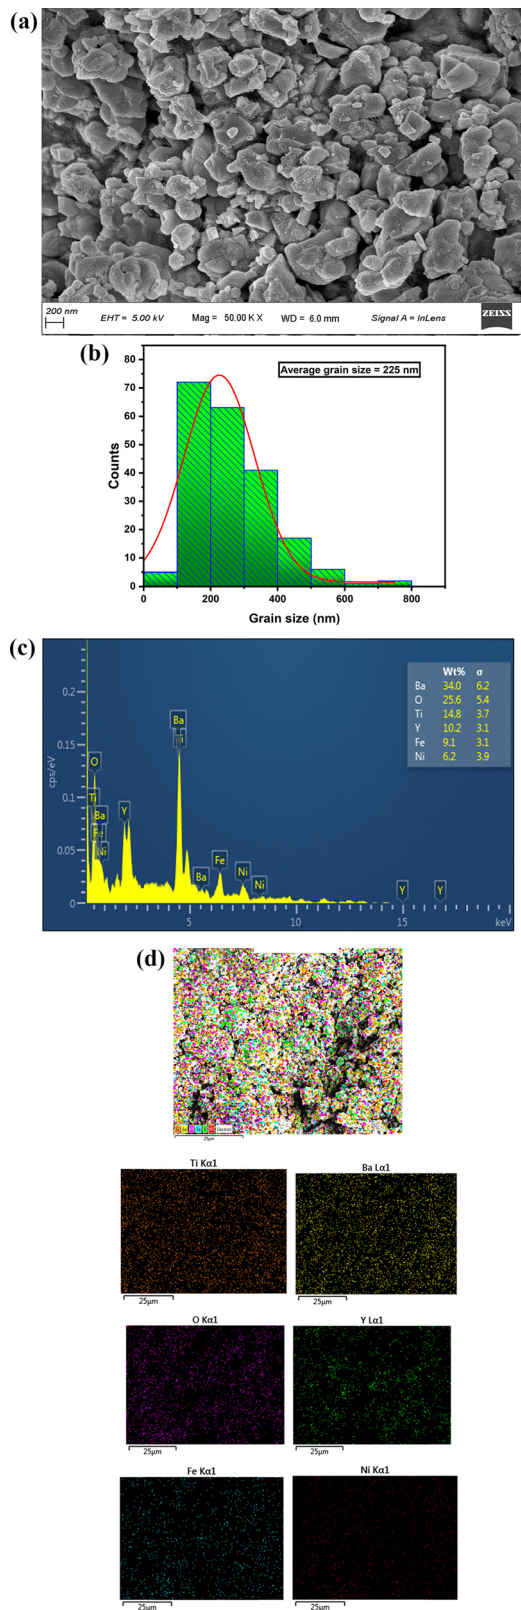 (a)
200 nm
EHT = 5.00 kV
Mag = 50.00 K X
WD = 6.0 mm
Signal A = InLens
ZEISS
(b)
Average grain size = 225 nm
80
70
60
50
40
30
20
10
0
Counts
0 200 400 600 800
Grain size (nm)
(c)
Wt% σ
Ba 34.0 6.2
O 25.6 5.4
Ti 14.8 3.7
Y 10.2 3.1
Fe 9.1 3.1
Ni 6.2 3.9
cps/eV
0.2
0.15
0.1
0.05
0
Ba
Ti
O
Ti
Ba
Fe
Ni
Y
Ba
Fe
Ni
Ni
Y
Y
5 10 15 keV
(d)
25µm
Ti Kα1
25µm
Ba Lα1
25µm
O Kα1
25µm
Y Lα1
25µm
Fe Kα1
25µm
Ni Kα1
25µm